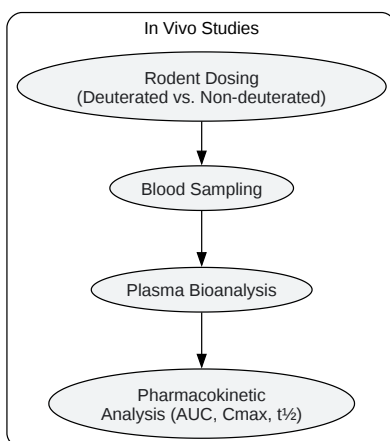 In Vivo Studies
Rodent Dosing
(Deuterated vs. Non-deuterated)
Blood Sampling
Plasma Bioanalysis
Pharmacokinetic
Analysis (AUC, Cmax, t½)